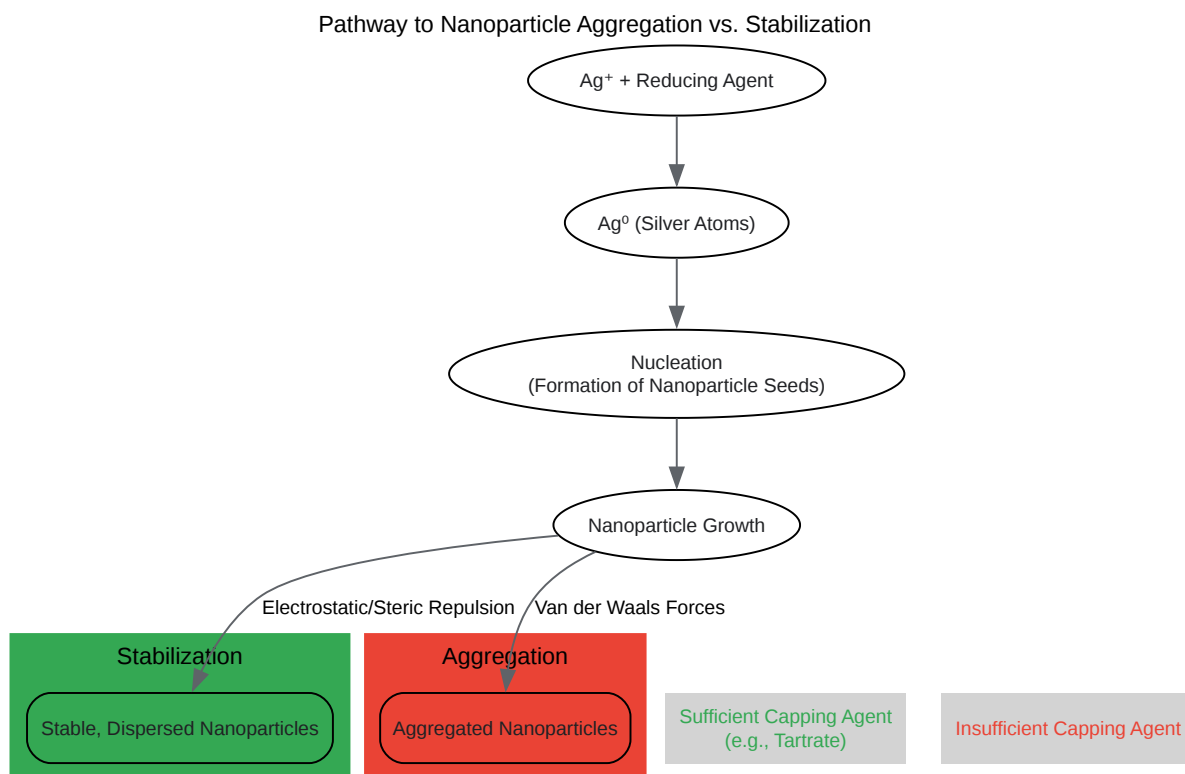 Pathway to Nanoparticle Aggregation vs. Stabilization
Ag⁺ + Reducing Agent
Ag⁰ (Silver Atoms)
Nucleation
(Formation of Nanoparticle Seeds)
Nanoparticle Growth
Electrostatic/Steric Repulsion
Van der Waals Forces
Stabilization
Stable, Dispersed Nanoparticles
Aggregation
Aggregated Nanoparticles
Sufficient Capping Agent
(e.g., Tartrate)
Insufficient Capping Agent